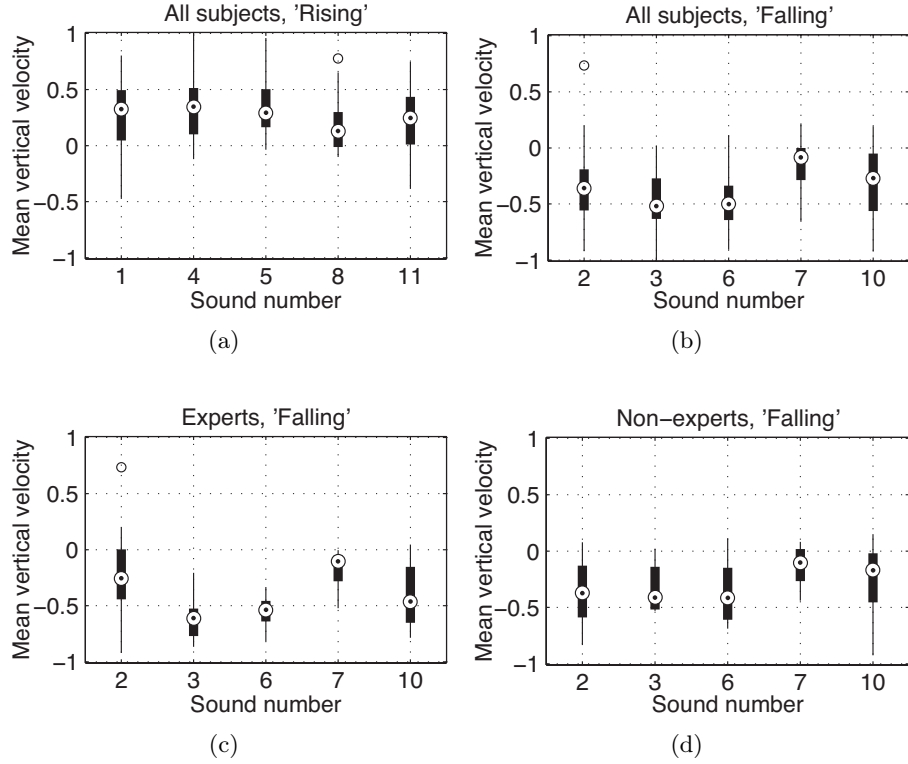 All subjects, 'Rising'
Mean vertical velocity
1
0.5
0
−0.5
−1
1 4 5 8 11
Sound number
(a)
All subjects, 'Falling'
Mean vertical velocity
1
0.5
0
−0.5
−1
2 3 6 7 10
Sound number
(b)
Experts, 'Falling'
Mean vertical velocity
1
0.5
0
−0.5
−1
2 3 6 7 10
Sound number
(c)
Non−experts, 'Falling'
Mean vertical velocity
1
0.5
0
−0.5
−1
2 3 6 7 10
Sound number
(d)